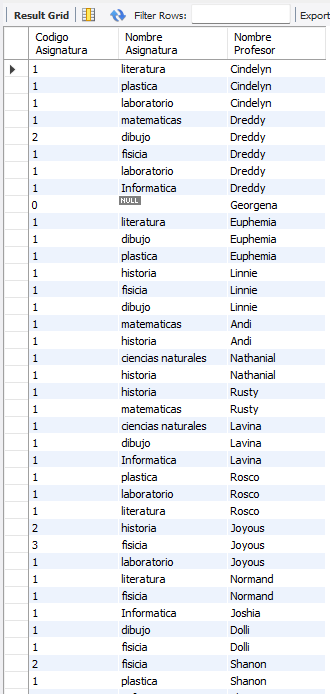 Result Grid Filter Rows: Export
Codigo Asignatura Nombre Asignatura Nombre Profesor
1 literatura Cindelyn
1 plastica Cindelyn
1 laboratorio Cindelyn
1 matematicas Dreddy
2 dibujo Dreddy
1 fisicia Dreddy
1 laboratorio Dreddy
1 Informatica Dreddy
0 NULL Georgena
1 literatura Euphemia
1 dibujo Euphemia
1 plastica Euphemia
1 historia Linnie
1 fisicia Linnie
1 dibujo Linnie
1 matematicas Andi
1 historia Andi
1 ciencias naturales Nathanial
1 historia Nathanial
1 historia Rusty
1 matematicas Rusty
1 ciencias naturales Lavina
1 dibujo Lavina
1 Informatica Lavina
1 plastica Rosco
1 laboratorio Rosco
1 literatura Rosco
2 historia Joyous
3 fisicia Joyous
1 laboratorio Joyous
1 literatura Normand
1 fisicia Normand
1 Informatica Joshia
1 dibujo Dolli
1 fisicia Dolli
2 fisicia Shanon
1 plastica Shanon